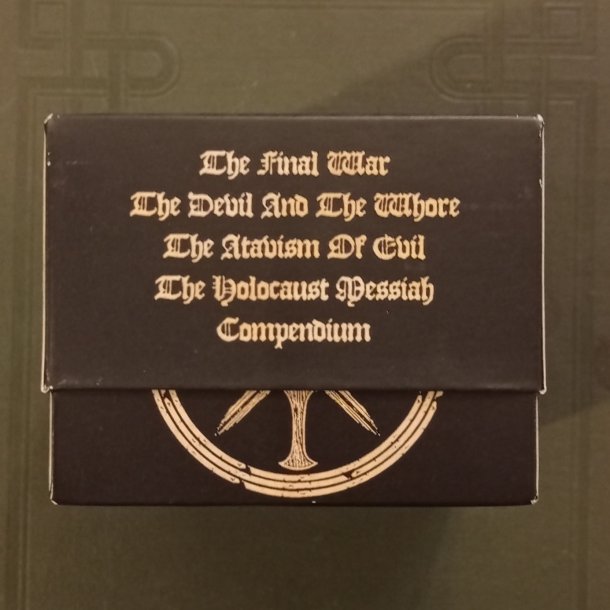 The Final War
The Devil And The Whore
The Atavism Of Evil
The Holocaust Messiah
Compendium